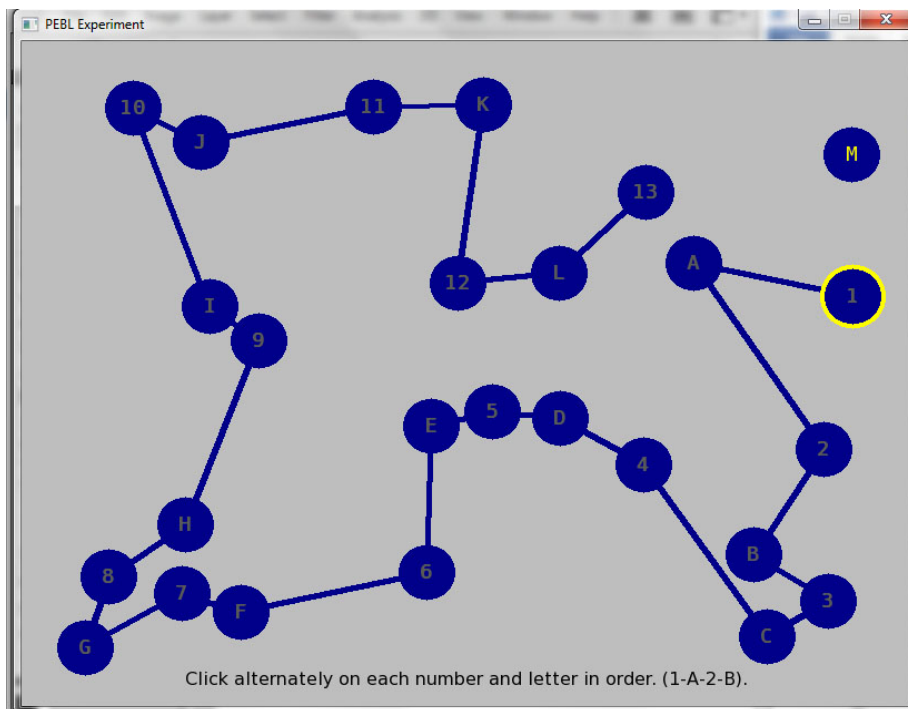 PEBL Experiment
10
J
11
K
M
13
A
L
12
1
I
9
E
5
D
2
4
H
B
6
8
7
F
3
C
G
Click alternately on each number and letter in order. (1-A-2-B).